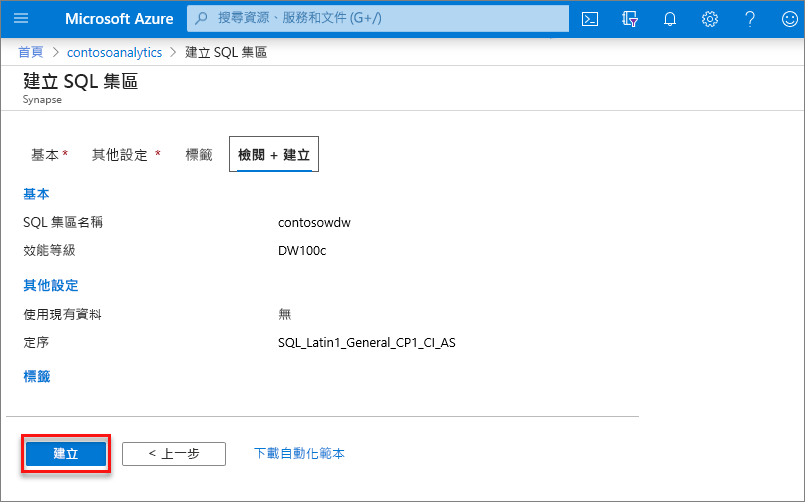 Microsoft Azure 搜尋資源、服務和文件 (G+/)
首頁 > contosoanalytics > 建立 SQL 集區
建立 SQL 集區
Synapse
基本 * 其他設定 * 標籤 檢閱 + 建立
基本
SQL 集區名稱 contosowdw
效能等級 DW100c
其他設定
使用現有資料 無
定序 SQL_Latin1_General_CP1_CI_AS
標籤
建立 < 上一步 下載自動化範本